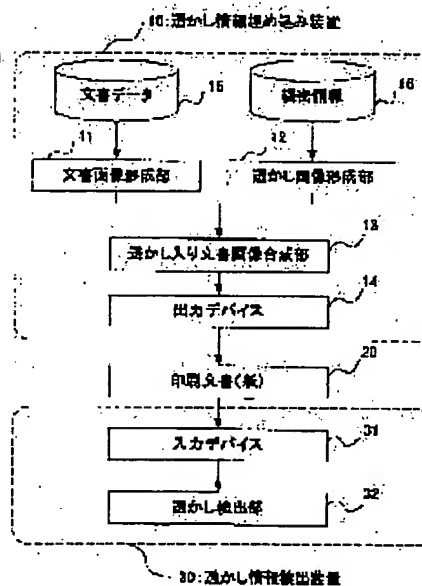 10:透かし情報埋め込み装置
文書データ
15
機密情報
16
11
文書画像形成部
12
透かし画像形成部
13
透かし入り文書画像合成部
14
出力デバイス
20
印刷文書(紙)
31
入力デバイス
32
透かし検出部
30:透かし情報検出装置